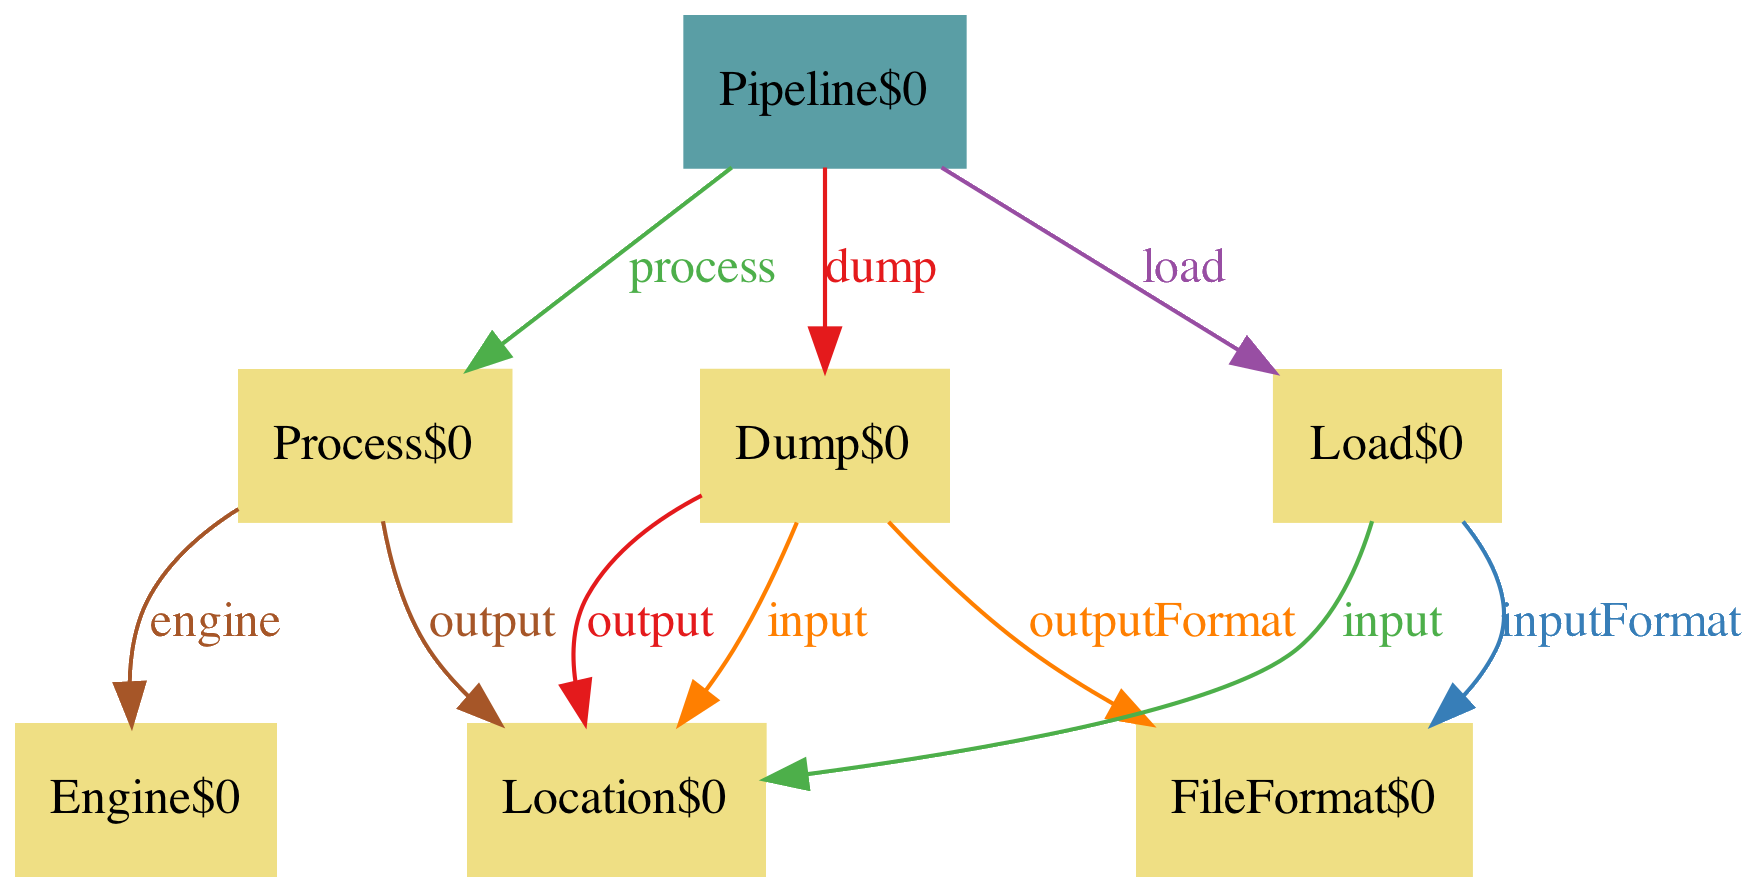 Pipeline$0
process
dump
load
Process$0
Dump$0
Load$0
engine
output
output
input
outputFormat
input
inputFormat
Engine$0
Location$0
FileFormat$0